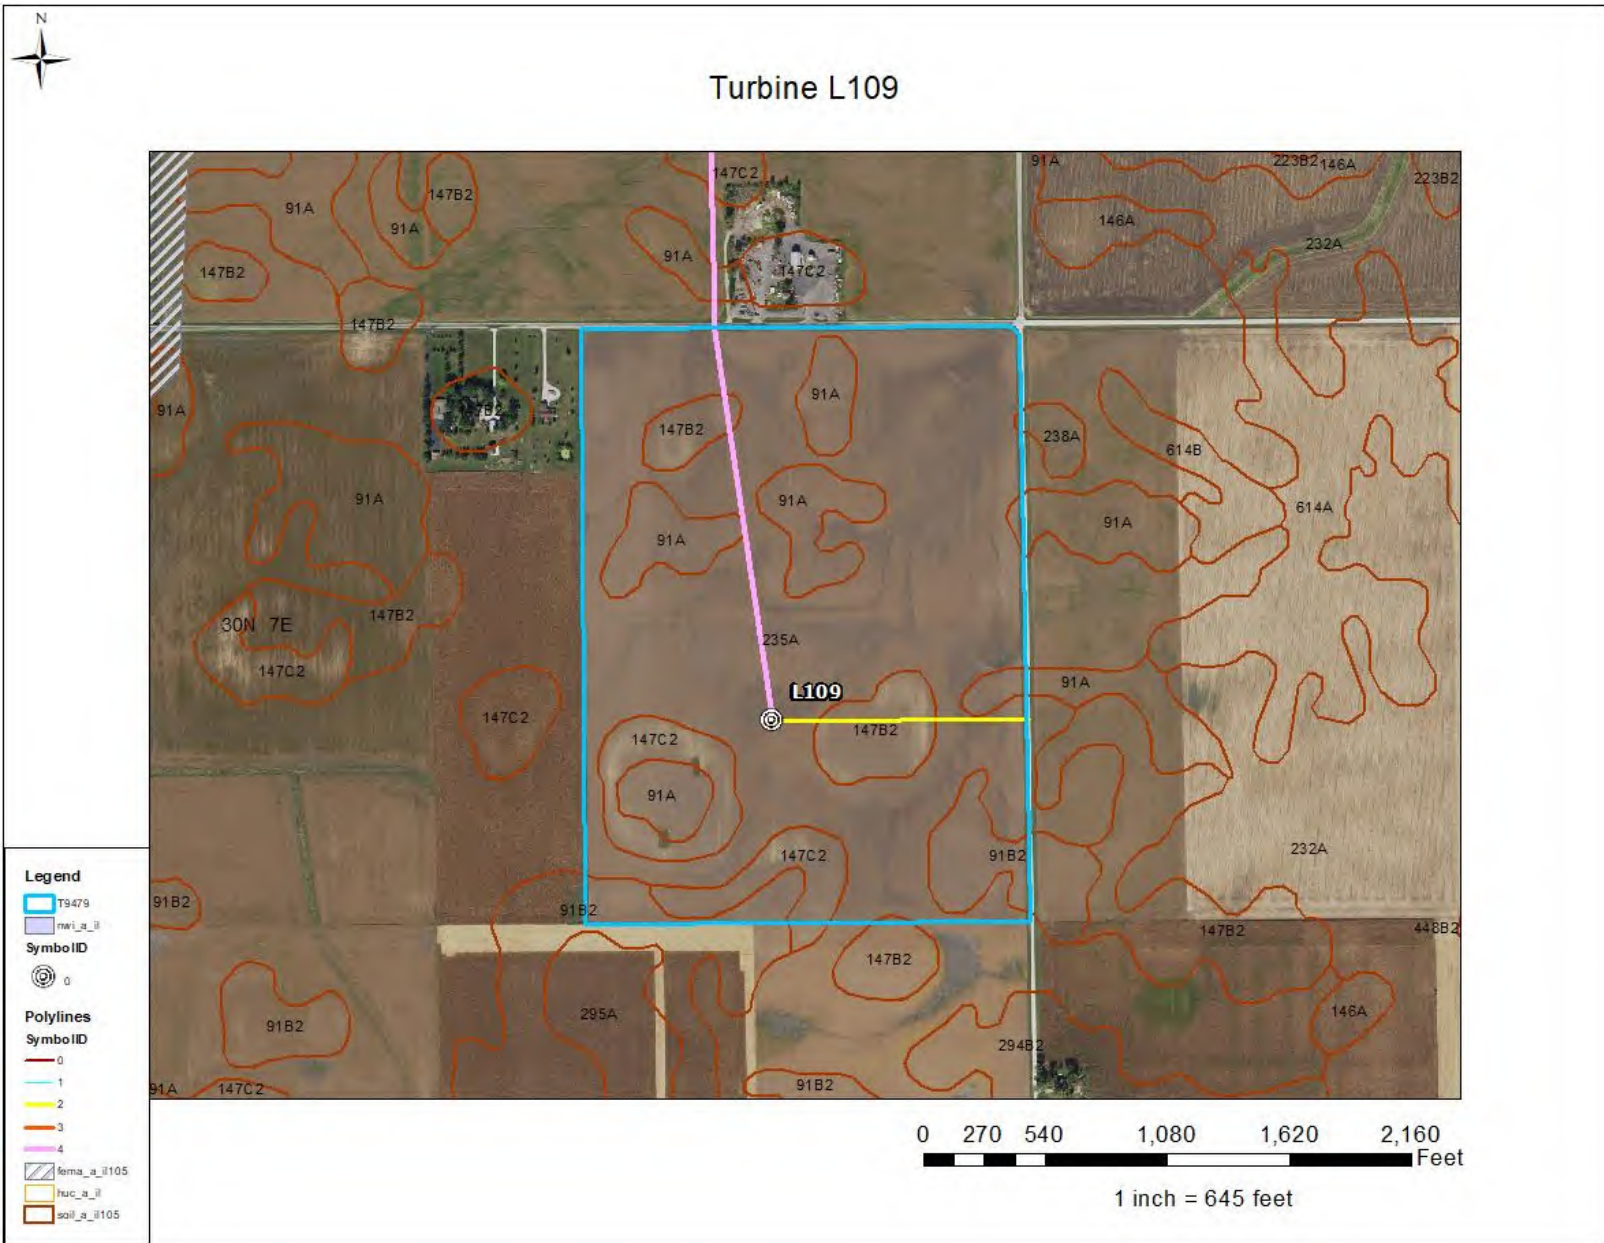 N
Turbine L109
147C2
91A
223B2
146A
223B2
147B2
91A
91A
146A
232A
91A
147B2
147C2
147B2
91A
91A
147B2
147B2
238A
614B
91A
91A
614A
91A
91A
147B2
30N 7E
235A
147C2
91A
L109
147C2
147B2
147C2
91A
147C2
91B2
232A
91B2
91B2
147B2
448B2
147B2
91B2
295A
146A
294B2
91A
147C2
91B2
Legend
T9479
nwi_a_il
SymbolID
0
Polylines
SymbolID
0
1
2
3
4
fema_a_il105
huc_a_il
soil_a_il105
0 270 540 1,080 1,620 2,160
Feet
1 inch = 645 feet